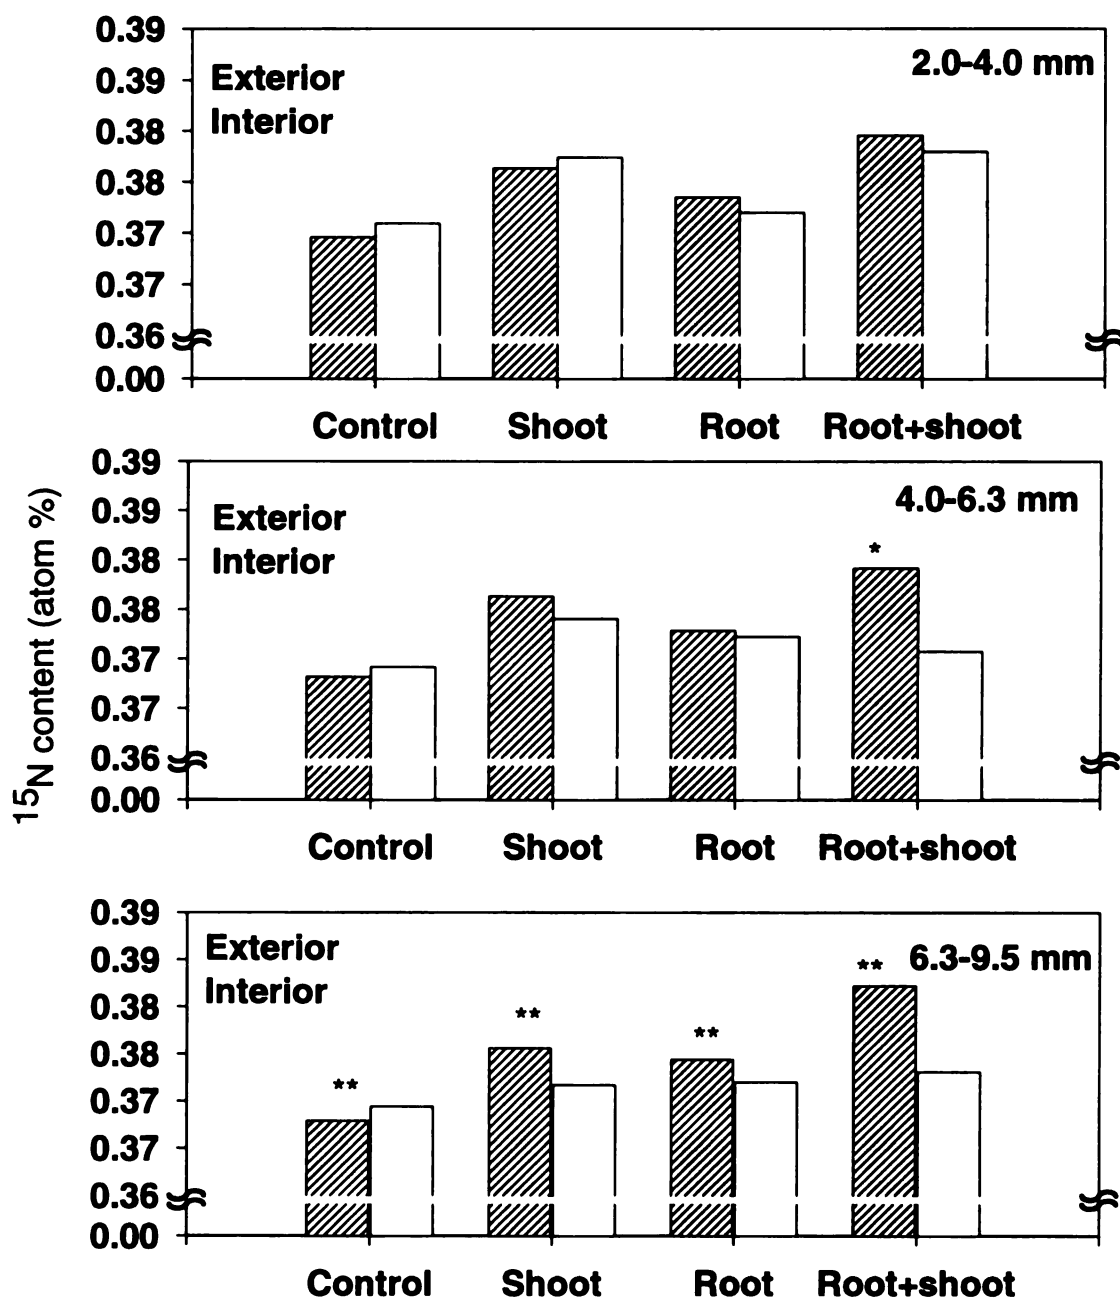 ¹⁵N content (atom %)
0.39
0.39
0.38
0.38
0.37
0.37
0.36
0.00
Exterior
Interior
2.0-4.0 mm
Control Shoot Root Root+shoot
0.39
0.39
0.38
0.38
0.37
0.37
0.36
0.00
Exterior
Interior
4.0-6.3 mm
*
Control Shoot Root Root+shoot
0.39
0.39
0.38
0.38
0.37
0.37
0.36
0.00
Exterior
Interior
6.3-9.5 mm
** ** ** **
Control Shoot Root Root+shoot